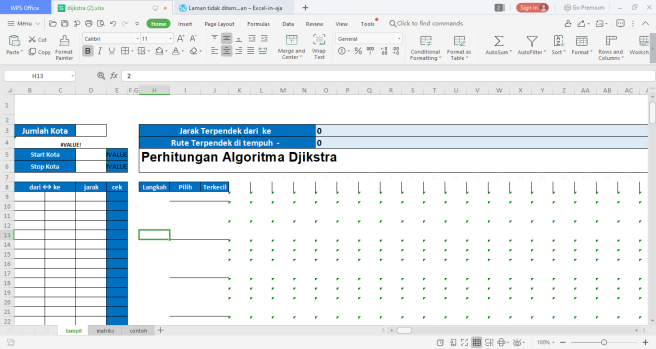 WPS Office
dijkstra (2).xlsx
Laman tidak ditem...an – Excel-in-aja
+
2
Sign in
Go Premium
Menu
Home
Insert
Page Layout
Formulas
Data
Review
View
Tools
Click to find commands
Paste
Cut
Copy
Format Painter
Calibri
11
B I U
Merge and Center
Wrap Text
General
Conditional Formatting
Format as Table
AutoSum
AutoFilter
Sort
Format
Rows and Columns
Worksh
H13
fx 2
B C D E F G H I J K L M N O P Q R S T U V W X Y Z AA AB AC
1
2
3 Jumlah Kota Jarak Terpendek dari ke 0
4 #VALUE! Rute Terpendek di tempuh - 0
5 Start Kota #VALUE Perhitungan Algoritma Djikstra
6 Stop Kota #VALUE
7
8 dari <-> ke jarak sek Langkah Pilih Terkecil
9
10
11
12
13
14
15
16
17
18
19
20
21
22
tampil matriks contoh +
100%